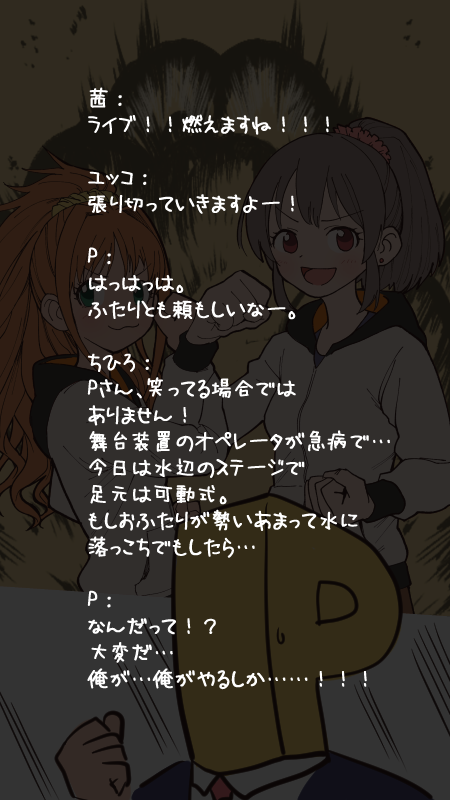 茜：
ライブ！！燃えますね！！！
ユッコ：
張り切っていきますよー！
P：
はっはっは。
ふたりとも頼もしいなー。
ちひろ：
Pさん、笑ってる場合では
ありません！
舞台装置のオペレータが急病で…
今日は水辺のステージで
足元は可動式。
もしおふたりが勢いあまって水に
落っこちでもしたら…
P：
なんだって！？
大変だ…
俺が…俺がやるしか……！！！